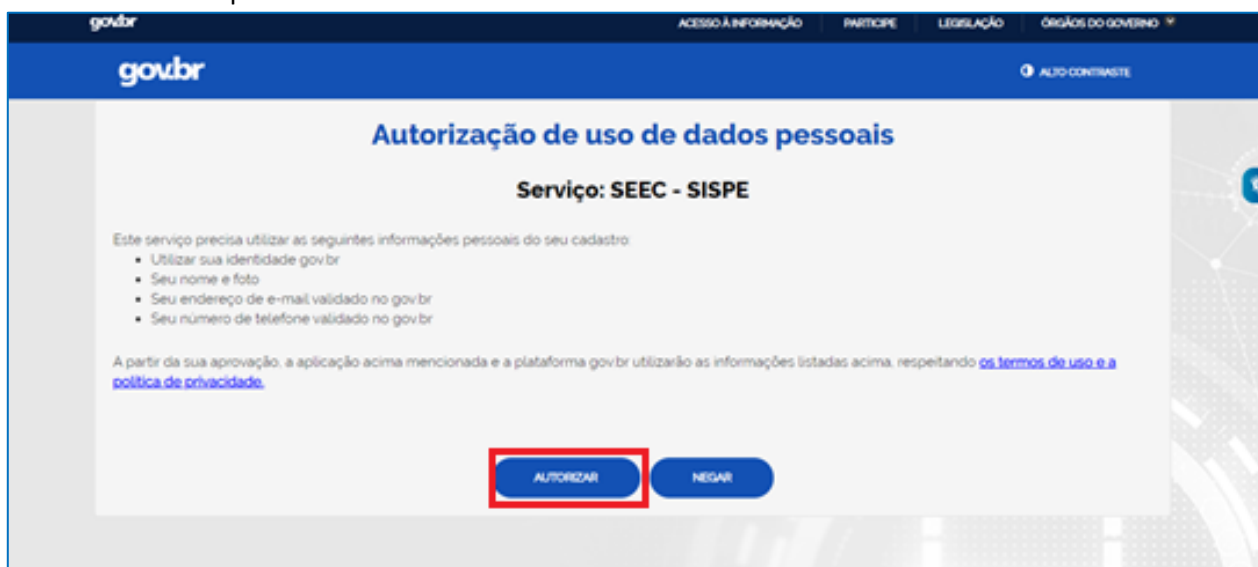 gov.br ACESSO À INFORMAÇÃO PARTICIPE LEGISLAÇÃO ÓRGÃOS DO GOVERNO
gov.br ALTO CONTRASTE
Autorização de uso de dados pessoais
Serviço: SEEC - SISPE
Este serviço precisa utilizar as seguintes informações pessoais do seu cadastro:
• Utilizar sua identidade gov.br
• Seu nome e foto
• Seu endereço de e-mail validado no gov.br
• Seu número de telefone validado no gov.br
A partir da sua aprovação, a aplicação acima mencionada e a plataforma gov.br utilizarão as informações listadas acima, respeitando os termos de uso e a
política de privacidade.
AUTORIZAR NEGAR